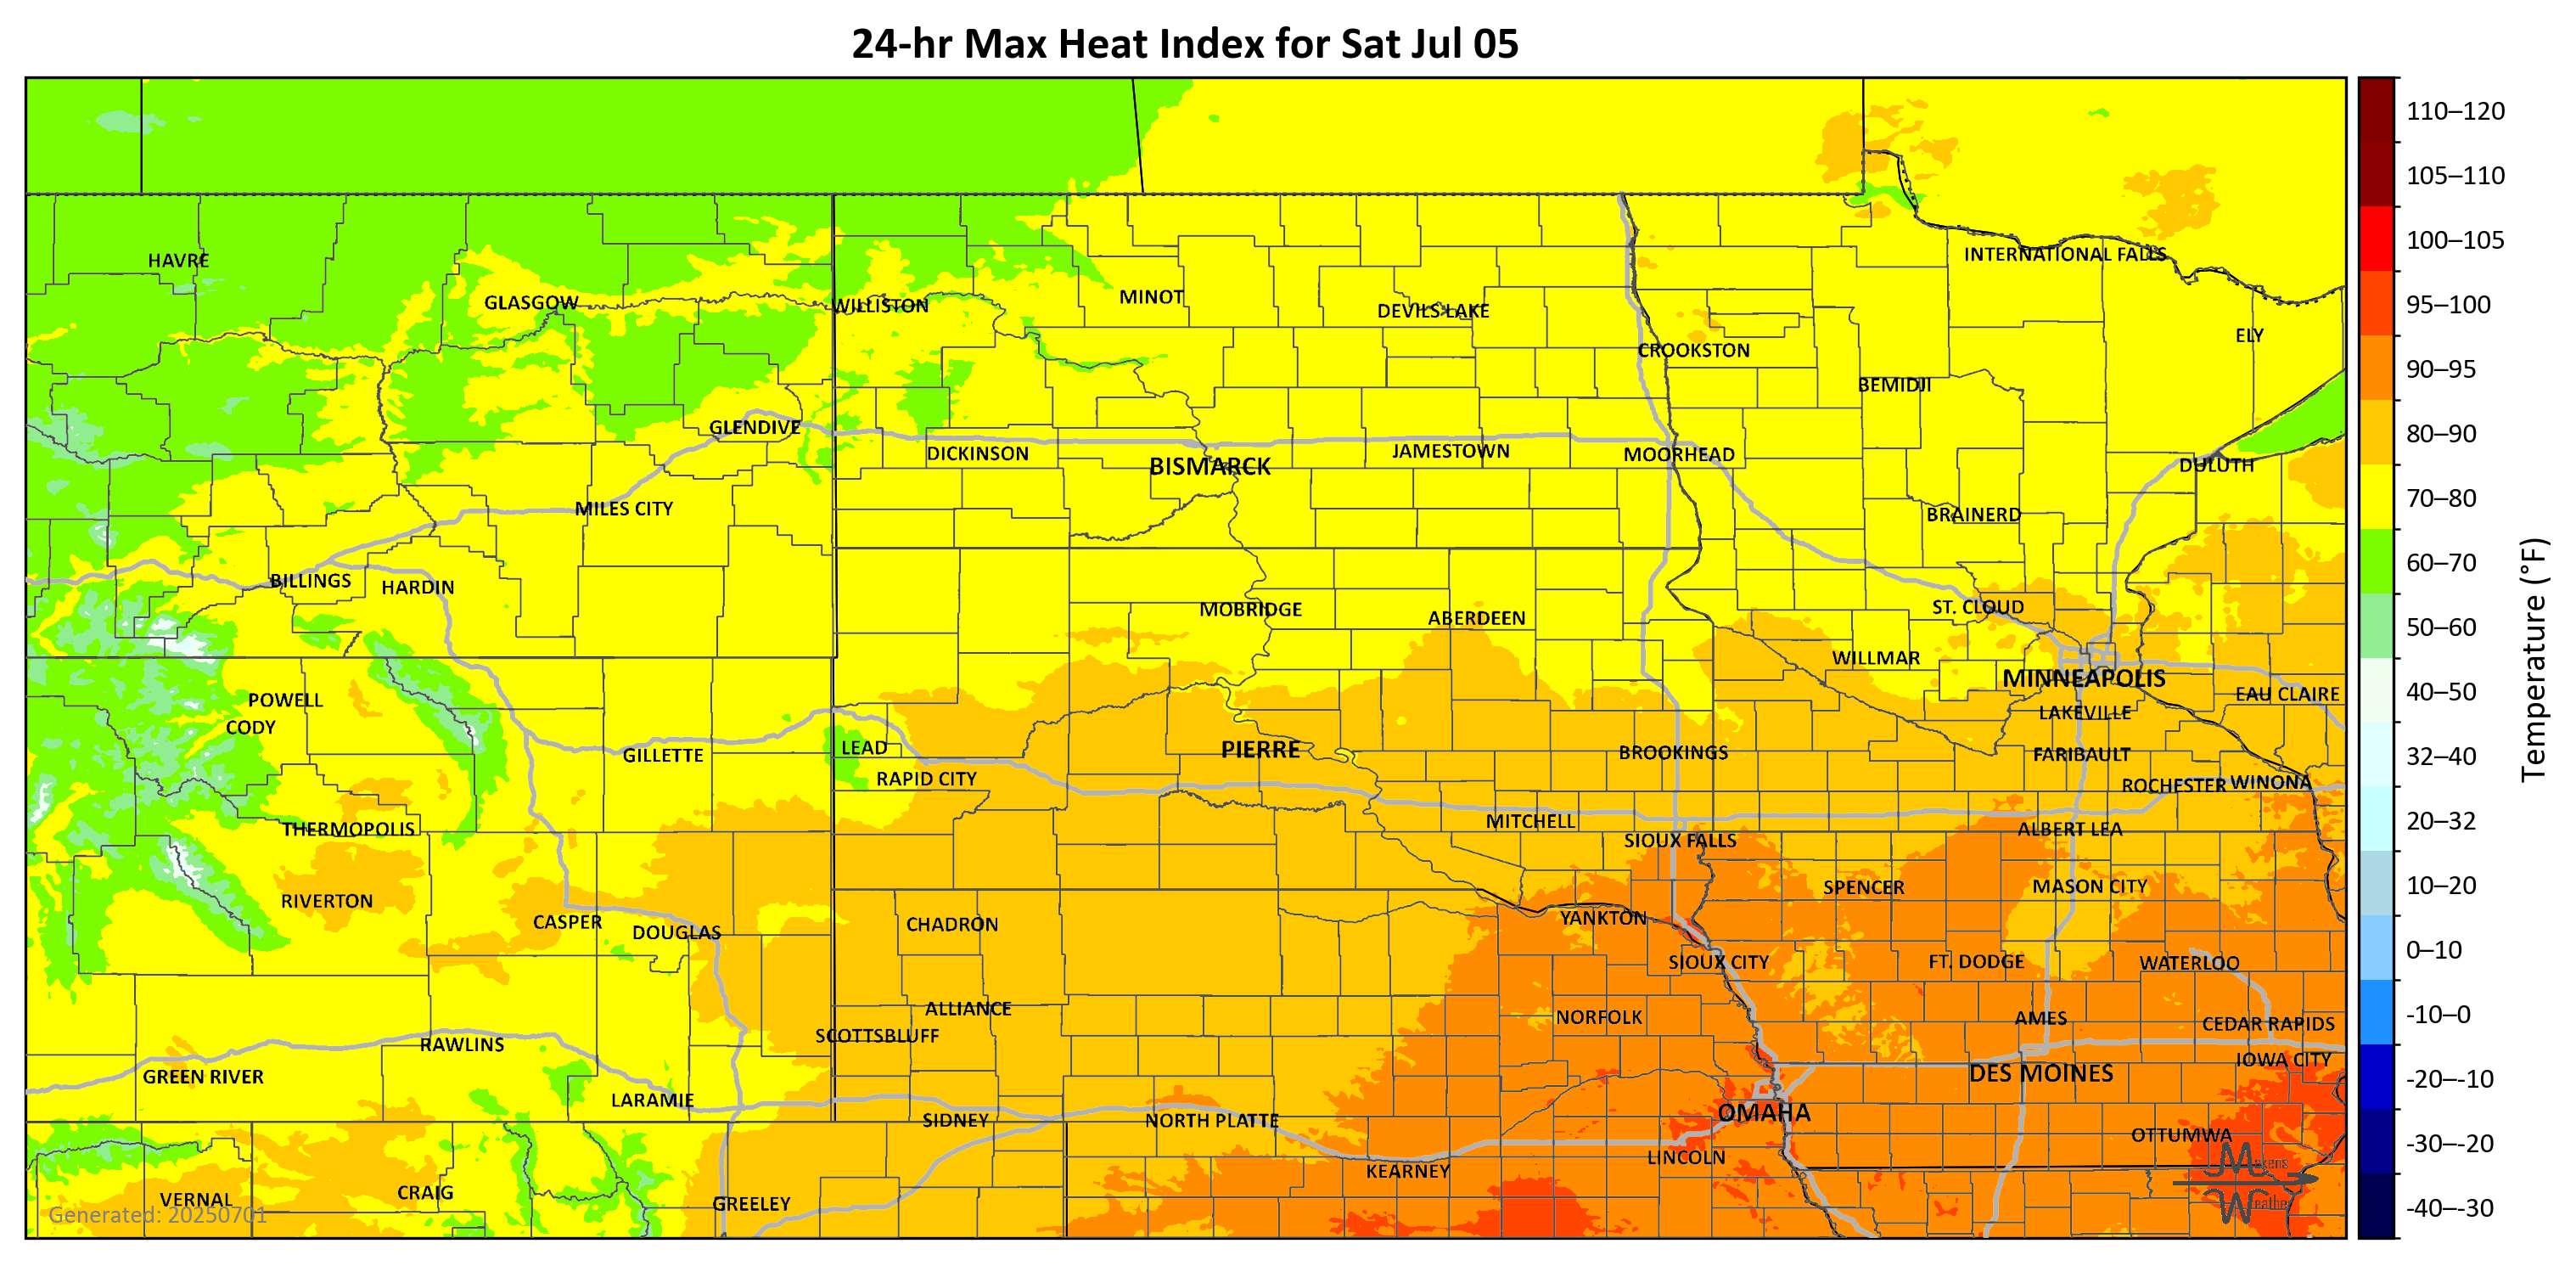 24-hr Max Heat Index for Sat Jul 05
110–120
105–110
100–105
95–100
90–95
80–90
70–80
60–70
50–60
40–50
32–40
20–32
10–20
0–10
-10–0
-20–-10
-30–-20
-40–-30
Temperature (°F)
HAVRE
INTERNATIONAL FALLS
GLASGOW
WILLISTON
MINOT
DEVILS LAKE
ELY
CROOKSTON
BEMIDJI
GLENDIVE
DICKINSON
BISMARCK
JAMESTOWN
MOORHEAD
DULUTH
MILES CITY
BRAINERD
BILLINGS
HARDIN
MOBRIDGE
ABERDEEN
ST. CLOUD
WILLMAR
MINNEAPOLIS
EAU CLAIRE
POWELL
CODY
LAKEVILLE
GILLETTE
LEAD
PIERRE
BROOKINGS
FARIBAULT
RAPID CITY
ROCHESTER
WINONA
THERMOPOLIS
MITCHELL
SIOUX FALLS
ALBERT LEA
RIVERTON
SPENCER
MASON CITY
CASPER
DOUGLAS
CHADRON
YANKTON
SIOUX CITY
FT. DODGE
WATERLOO
ALLIANCE
NORFOLK
AMES
CEDAR RAPIDS
SCOTTSBLUFF
RAWLINS
IOWA CITY
GREEN RIVER
DES MOINES
LARAMIE
SIDNEY
NORTH PLATTE
OMAHA
OTTUMWA
LINCOLN
KEARNEY
VERNAL
CRAIG
GREELEY
Makens
Weather
Generated: 20250701